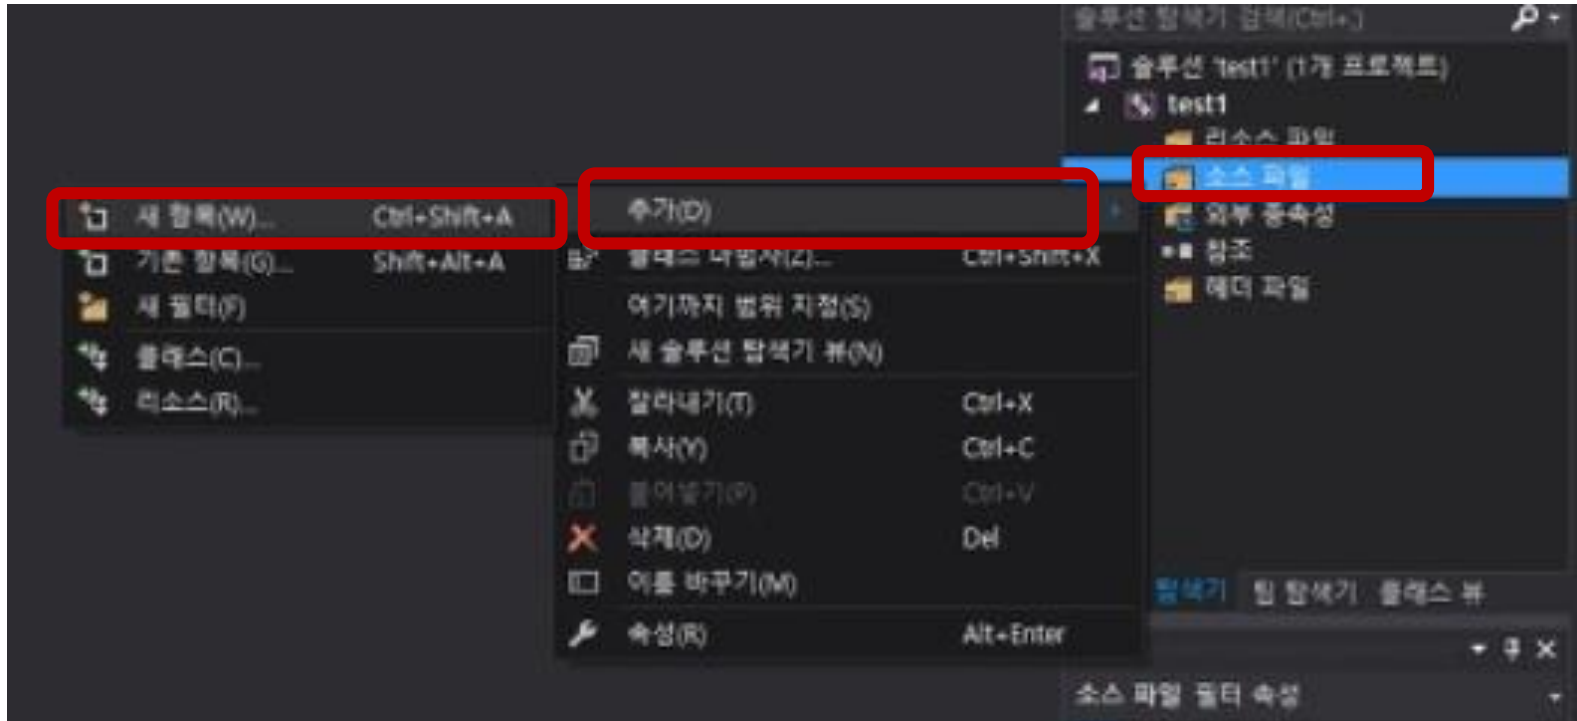 솔루션 탐색기 검색(Ctrl+;)
솔루션 'test1' (1개 프로젝트)
test1
리소스 파일
소스 파일
외부 종속성
참조
헤더 파일
추가(D)
클래스 마법사(Z)... Ctrl+Shift+X
여기까지 범위 지정(S)
새 솔루션 탐색기 뷰(N)
잘라내기(T) Ctrl+X
복사(Y) Ctrl+C
붙여넣기(P) Ctrl+V
삭제(D) Del
이름 바꾸기(M)
속성(R) Alt+Enter
새 항목(W)... Ctrl+Shift+A
기존 항목(G)... Shift+Alt+A
새 필터(F)
클래스(C)...
리소스(R)...
탐색기 팀 탐색기 클래스 뷰
소스 파일 필터 속성